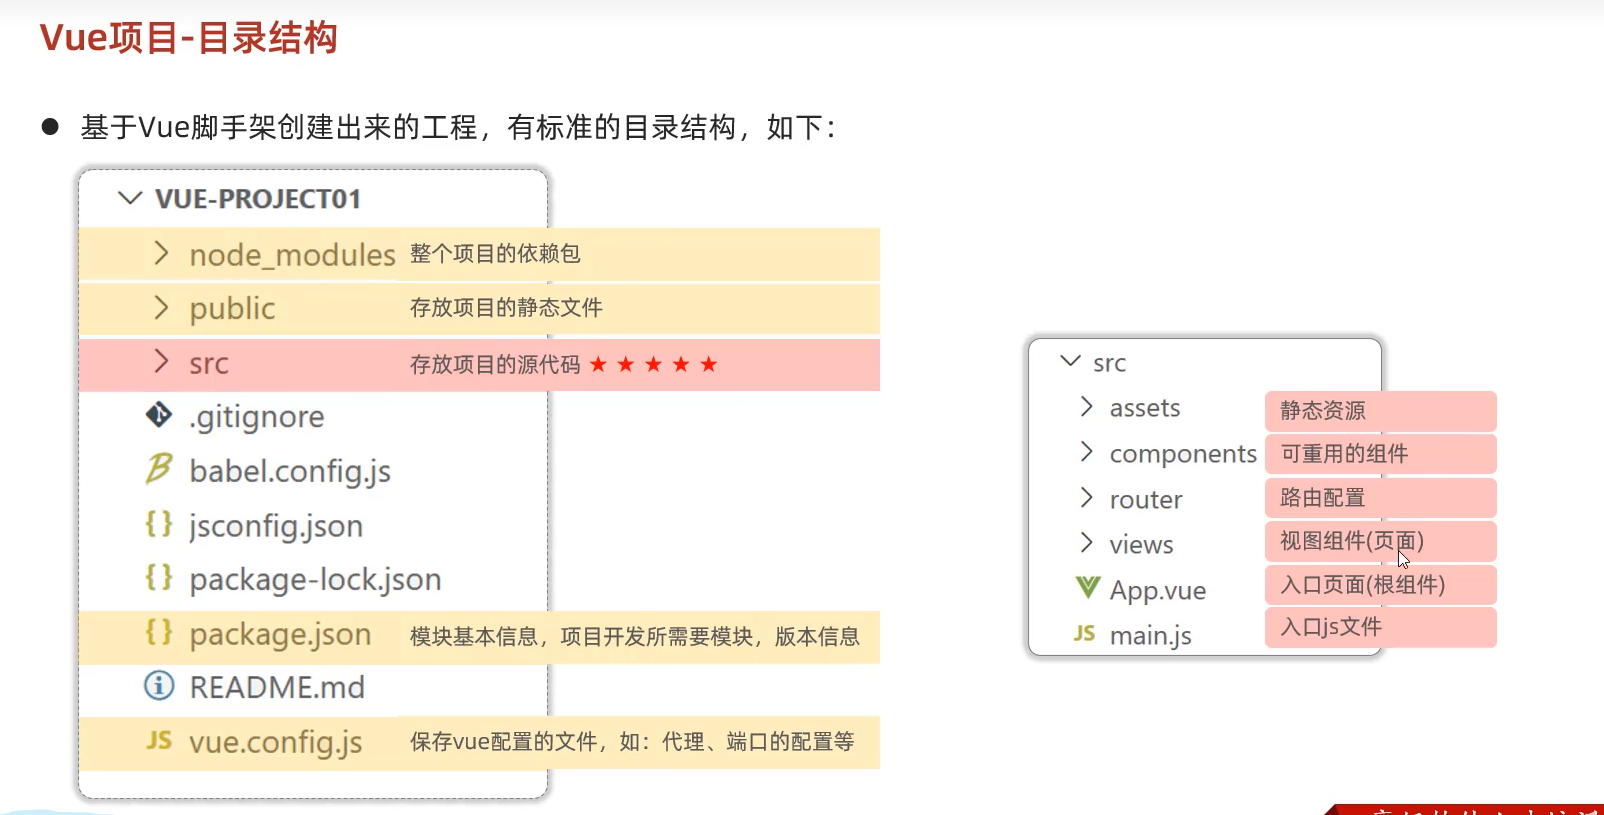 Vue项目-目录结构
● 基于Vue脚手架创建出来的工程，有标准的目录结构，如下：
VUE-PROJECT01
node_modules 整个项目的依赖包
public 存放项目的静态文件
src 存放项目的源代码 ★ ★ ★ ★ ★
.gitignore
babel.config.js
{} jsconfig.json
{} package-lock.json
{} package.json 模块基本信息，项目开发所需要模块，版本信息
README.md
JS vue.config.js 保存vue配置的文件，如：代理、端口的配置等
src
assets 静态资源
components 可重用的组件
router 路由配置
views 视图组件(页面)
App.vue 入口页面(根组件)
JS main.js 入口js文件